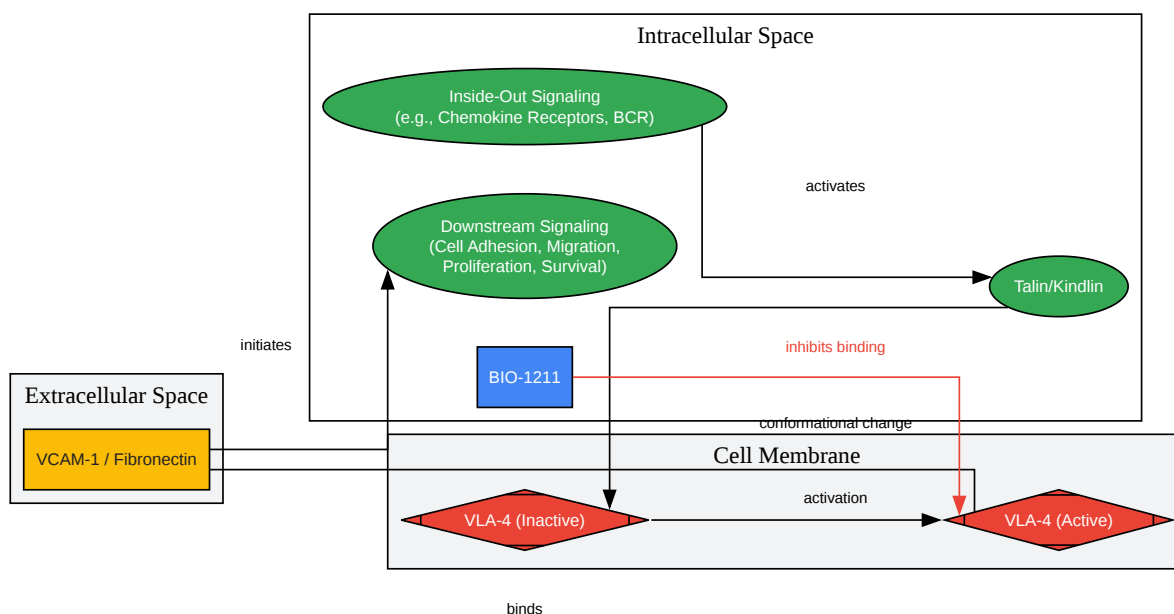 Intracellular Space
Inside-Out Signaling
(e.g., Chemokine Receptors, BCR)
activates
Downstream Signaling
(Cell Adhesion, Migration,
Proliferation, Survival)
Talin/Kindlin
initiates
inhibits binding
BIO-1211
Extracellular Space
conformational change
VCAM-1 / Fibronectin
Cell Membrane
activation
VLA-4 (Inactive)
VLA-4 (Active)
binds